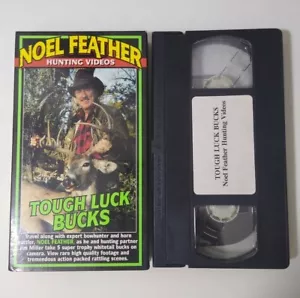 NOEL FEATHER
HUNTING VIDEOS
TOUGH LUCK
BUCKS
Travel along with expert bowhunter and horn
rattler, NOEL FEATHER, as he and hunting partner
Jim Miller take 5 super trophy whitetail bucks on
camera. View rare high quality footage and
tremendous action packed rattling scenes.
TOUGH LUCK BUCKS
Noel Feather Hunting Videos